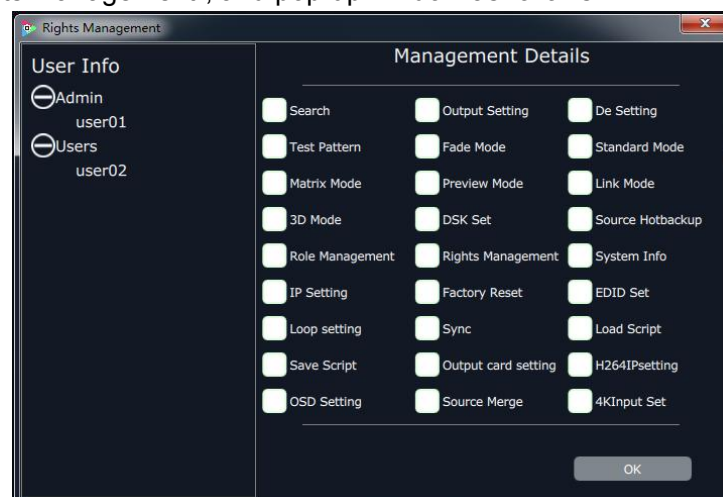 Rights Management
User Info
Admin
user01
Users
user02
Management Details
Search Output Setting De Setting
Test Pattern Fade Mode Standard Mode
Matrix Mode Preview Mode Link Mode
3D Mode DSK Set Source Hotbackup
Role Management Rights Management System Info
IP Setting Factory Reset EDID Set
Loop setting Sync Load Script
Save Script Output card setting H264IPsetting
OSD Setting Source Merge 4KInput Set
OK